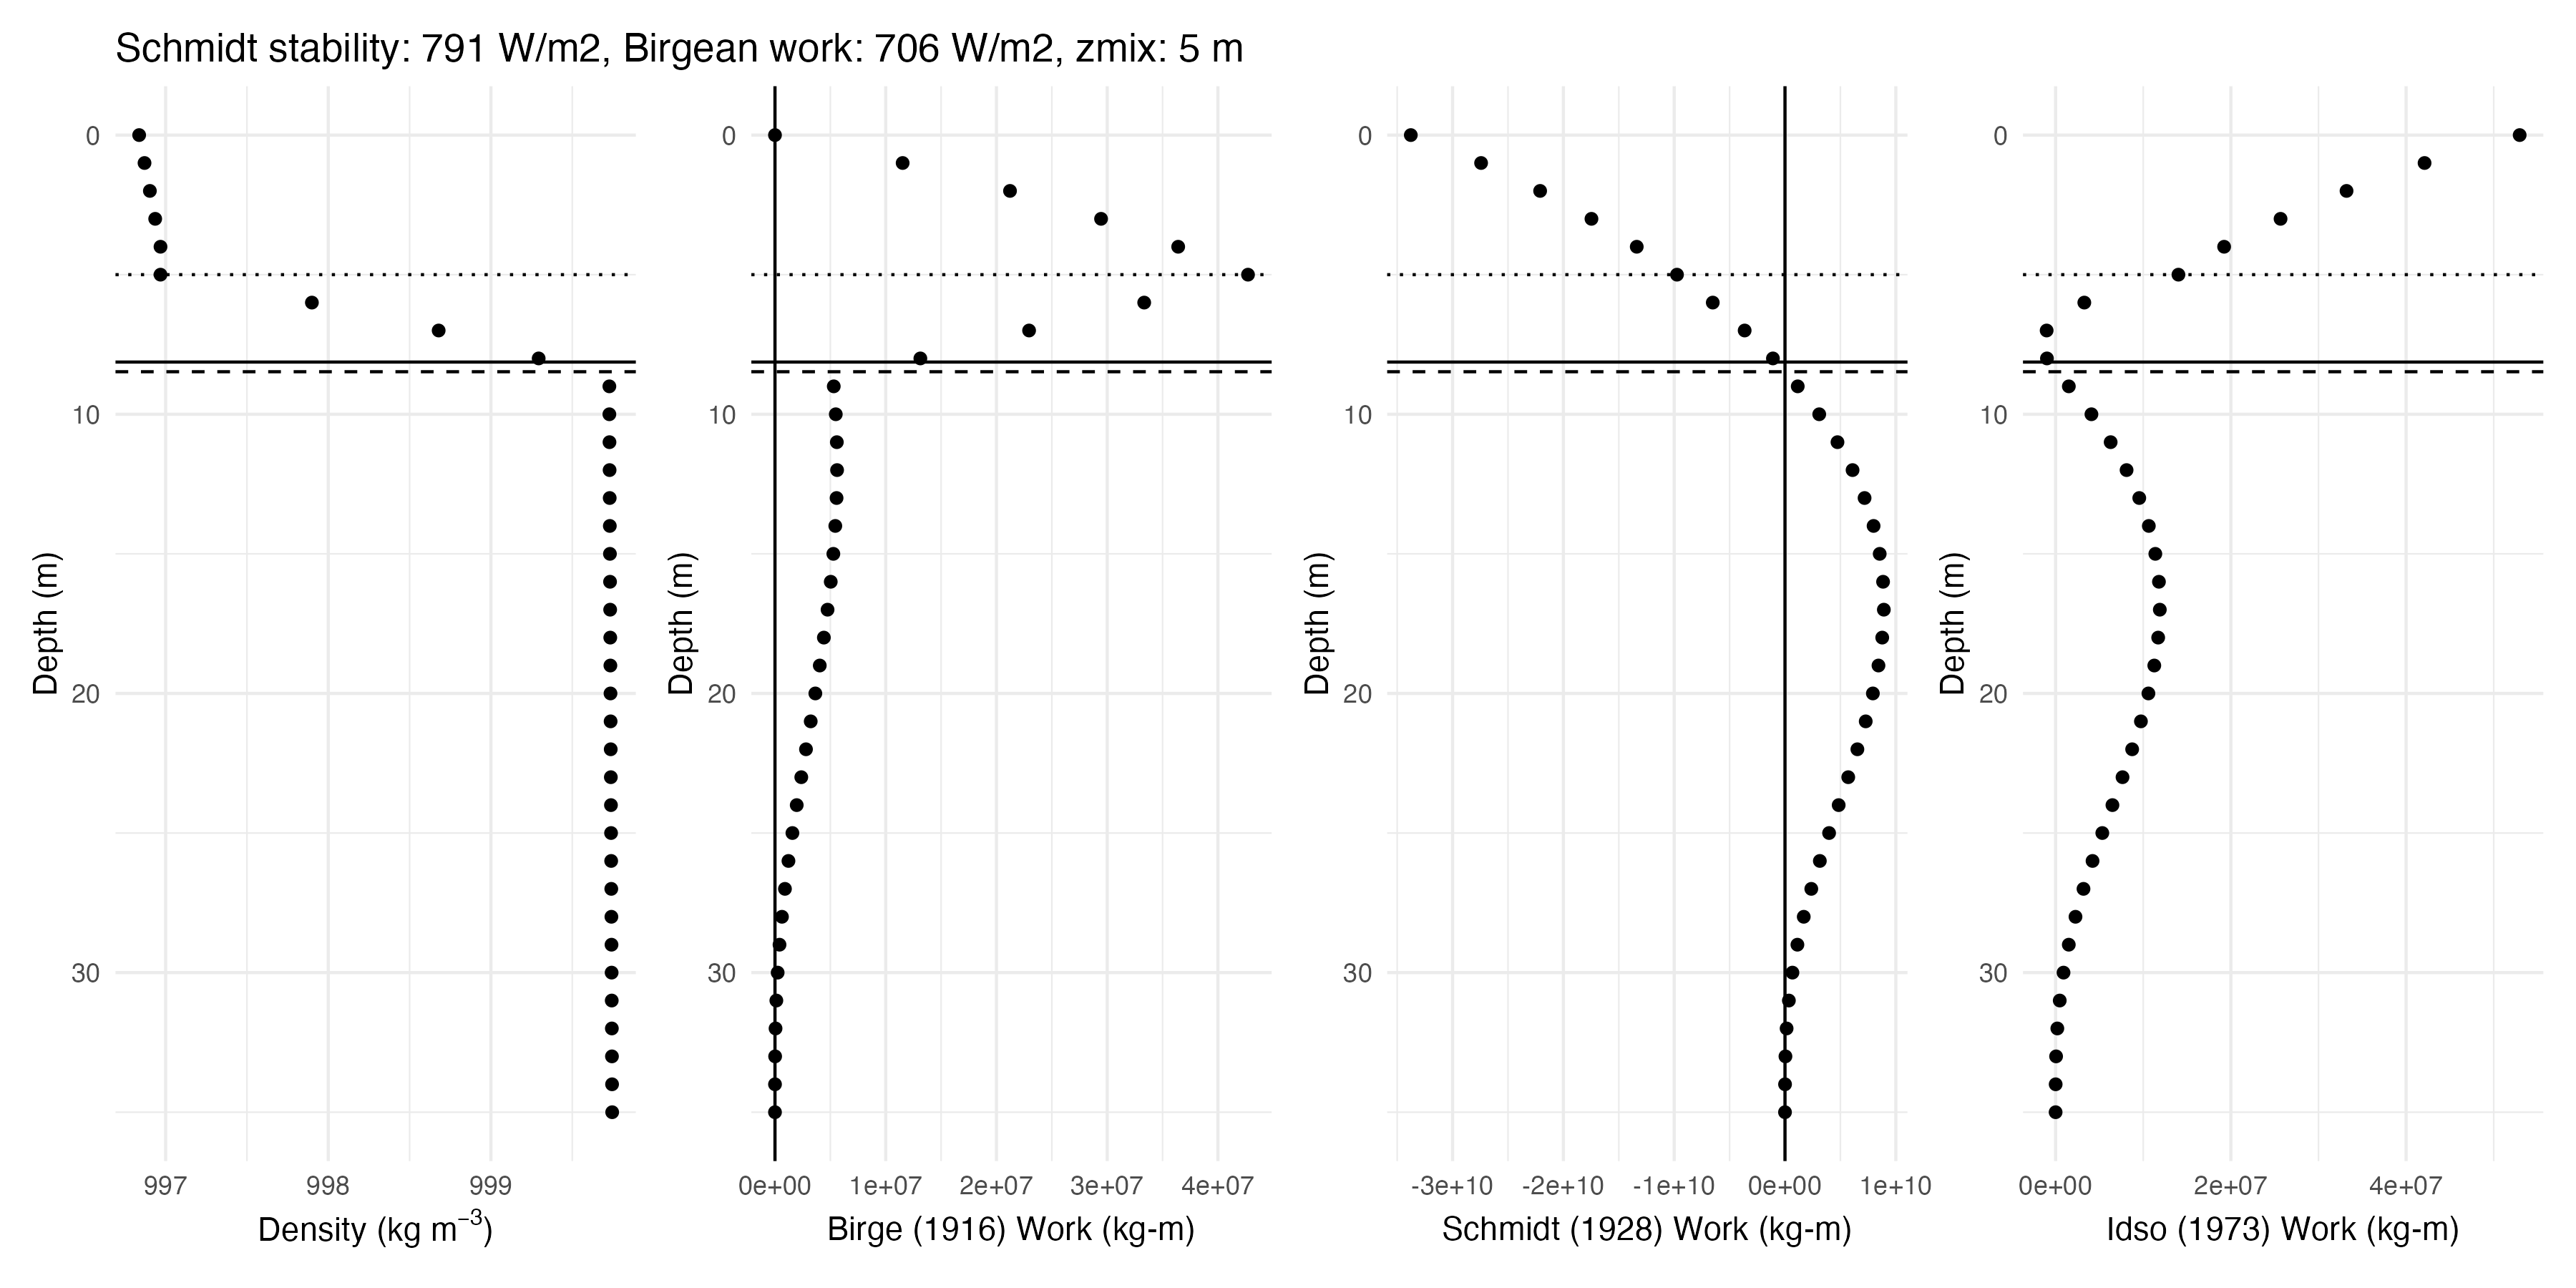 Schmidt stability: 791 W/m2, Birgean work: 706 W/m2, zmix: 5 m
Depth (m)
0
10
20
30
997 998 999
Density (kg m⁻³)
Depth (m)
0
10
20
30
0e+00 1e+07 2e+07 3e+07 4e+07
Birge (1916) Work (kg-m)
Depth (m)
0
10
20
30
-3e+10 -2e+10 -1e+10 0e+00 1e+10
Schmidt (1928) Work (kg-m)
Depth (m)
0
10
20
30
0e+00 2e+07 4e+07
Idso (1973) Work (kg-m)